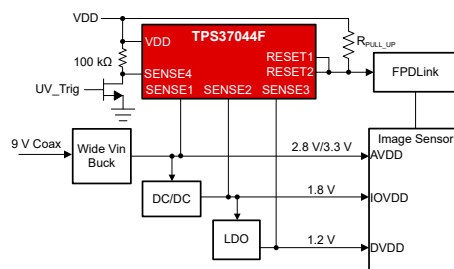 VDD
TPS37044F
VDD
100 kΩ
SENSE4
RESET1
RESET2
RPULL_UP
FPDLink
UV_Trig
SENSE1 SENSE2 SENSE3
Image Sensor
9 V Coax
Wide Vin
Buck
2.8 V/3.3 V
AVDD
DC/DC
1.8 V
IOVDD
LDO
1.2 V
DVDD